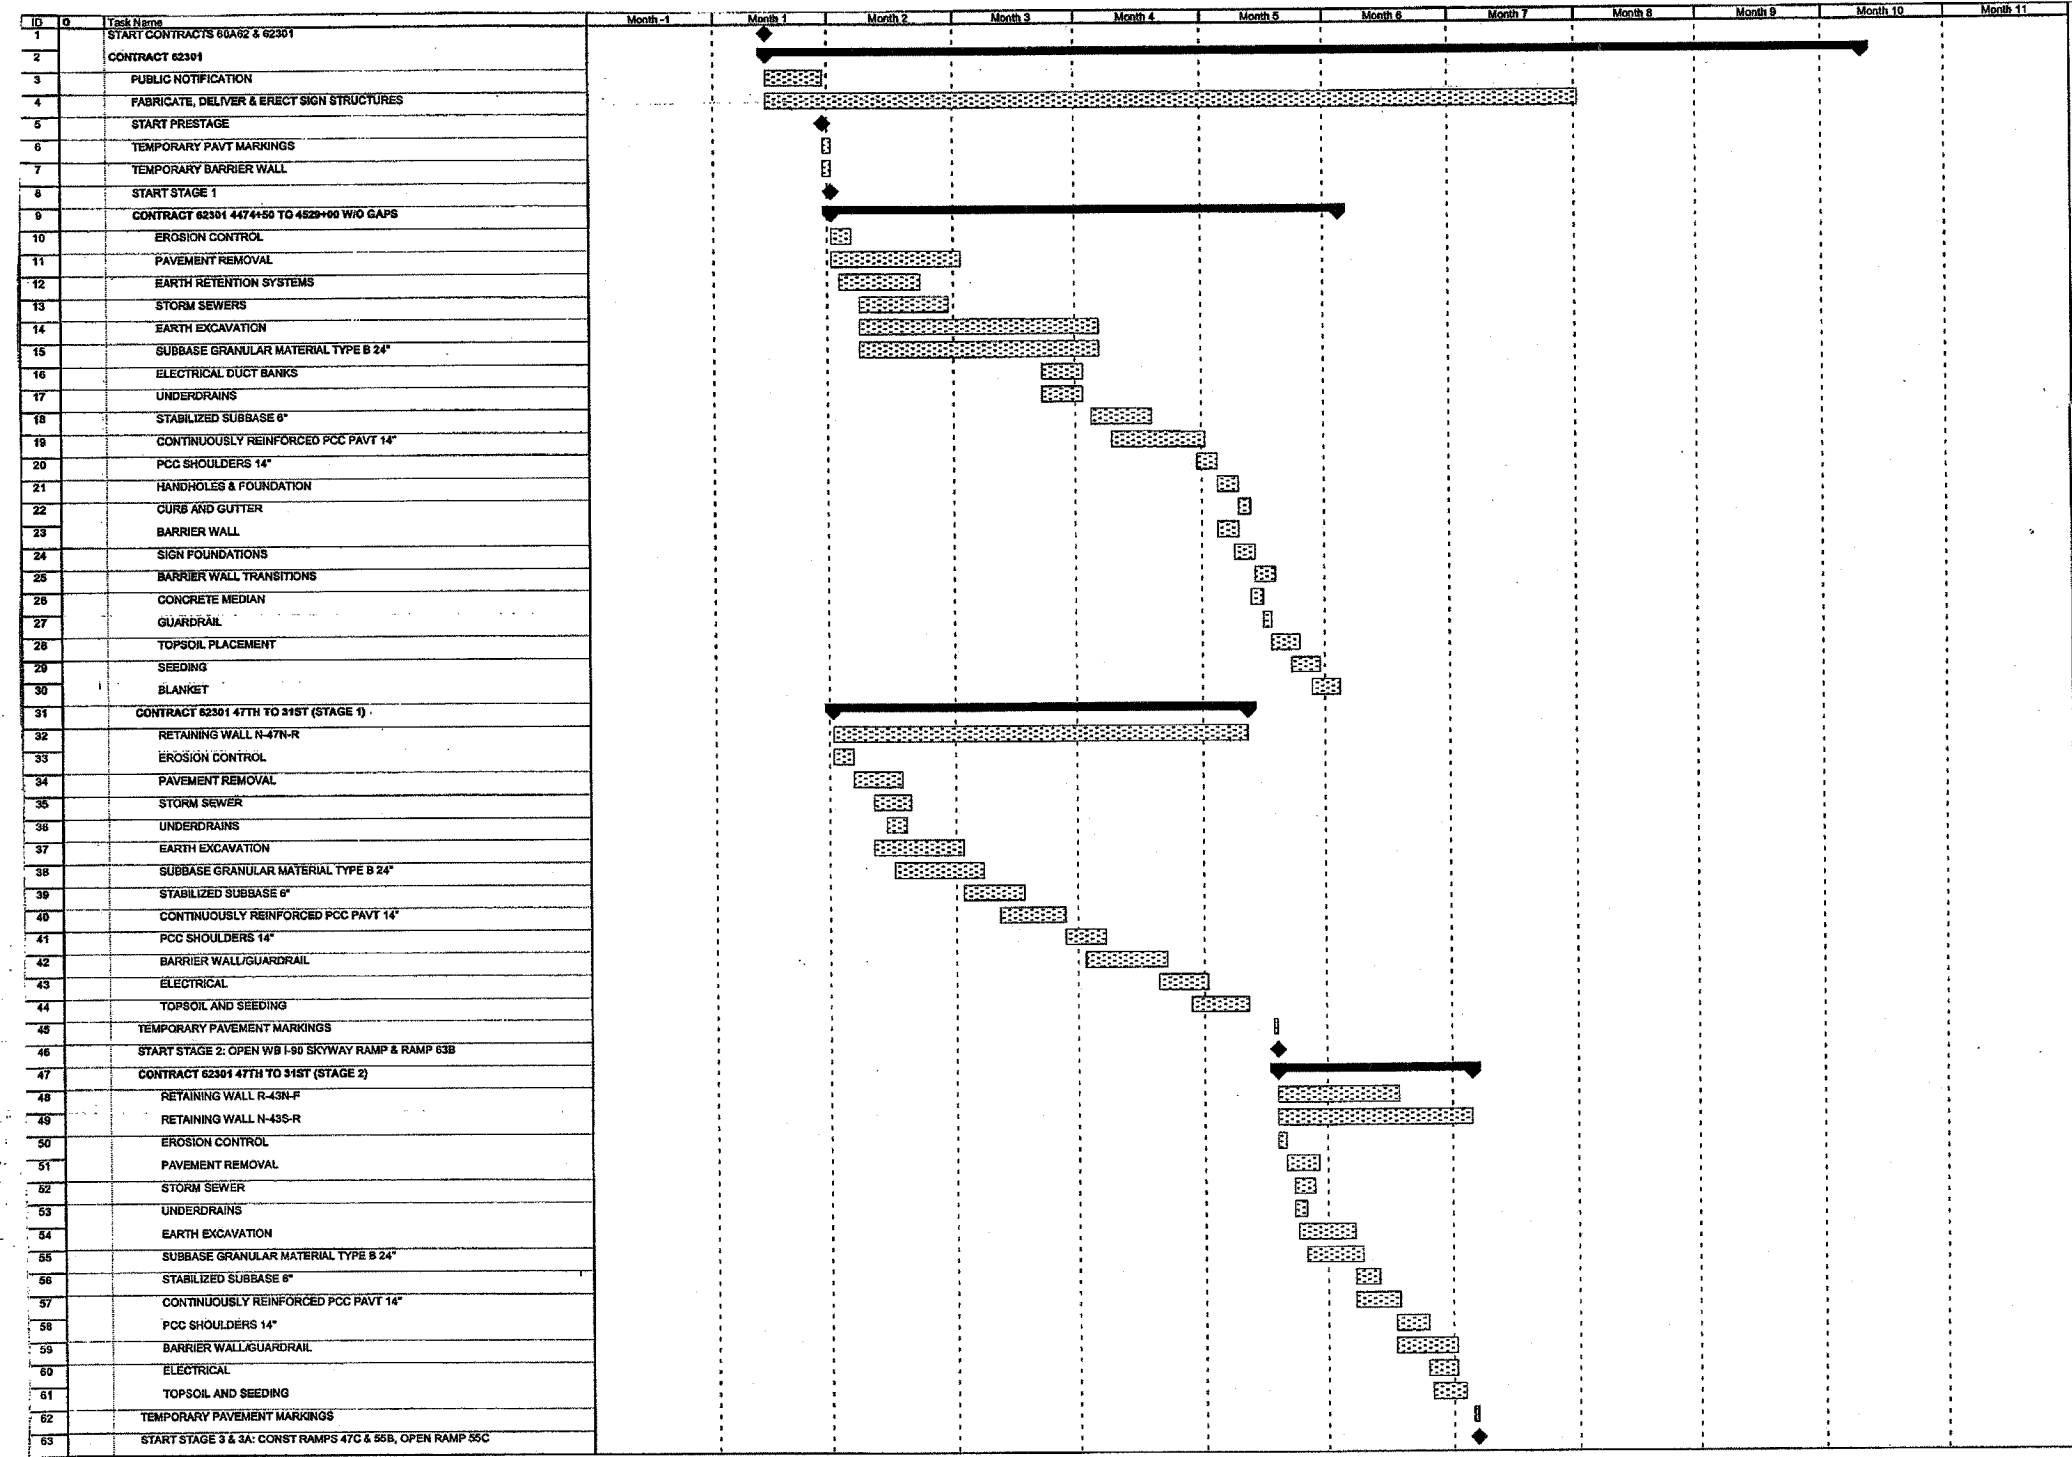 ID Task Name Month -1 Month 1 Month 2 Month 3 Month 4 Month 5 Month 6 Month 7 Month 8 Month 9 Month 10 Month 11
1 START CONTRACTS 60A62 & 62301
2 CONTRACT 62301
3 PUBLIC NOTIFICATION
4 FABRICATE, DELIVER & ERECT SIGN STRUCTURES
5 START PRESTAGE
6 TEMPORARY PAVT MARKINGS
7 TEMPORARY BARRIER WALL
8 START STAGE 1
9 CONTRACT 62301 4474+50 TO 4529+00 W/O GAPS
10 EROSION CONTROL
11 PAVEMENT REMOVAL
12 EARTH RETENTION SYSTEMS
13 STORM SEWERS
14 EARTH EXCAVATION
15 SUBBASE GRANULAR MATERIAL TYPE B 24"
16 ELECTRICAL DUCT BANKS
17 UNDERDRAINS
18 STABILIZED SUBBASE 6"
19 CONTINUOUSLY REINFORCED PCC PAVT 14"
20 PCC SHOULDERS 14"
21 HANDHOLES & FOUNDATION
22 CURB AND GUTTER
23 BARRIER WALL
24 SIGN FOUNDATIONS
25 BARRIER WALL TRANSITIONS
26 CONCRETE MEDIAN
27 GUARDRAIL
28 TOPSOIL PLACEMENT
29 SEEDING
30 BLANKET
31 CONTRACT 62301 47TH TO 31ST (STAGE 1)
32 RETAINING WALL N-47N-R
33 EROSION CONTROL
34 PAVEMENT REMOVAL
35 STORM SEWER
36 UNDERDRAINS
37 EARTH EXCAVATION
38 SUBBASE GRANULAR MATERIAL TYPE B 24"
39 STABILIZED SUBBASE 6"
40 CONTINUOUSLY REINFORCED PCC PAVT 14"
41 PCC SHOULDERS 14"
42 BARRIER WALL/GUARDRAIL
43 ELECTRICAL
44 TOPSOIL AND SEEDING
45 TEMPORARY PAVEMENT MARKINGS
46 START STAGE 2: OPEN WB I-90 SKYWAY RAMP & RAMP 63B
47 CONTRACT 62301 47TH TO 31ST (STAGE 2)
48 RETAINING WALL R-43N-F
49 RETAINING WALL N-43S-R
50 EROSION CONTROL
51 PAVEMENT REMOVAL
52 STORM SEWER
53 UNDERDRAINS
54 EARTH EXCAVATION
55 SUBBASE GRANULAR MATERIAL TYPE B 24"
56 STABILIZED SUBBASE 6"
57 CONTINUOUSLY REINFORCED PCC PAVT 14"
58 PCC SHOULDERS 14"
59 BARRIER WALL/GUARDRAIL
60 ELECTRICAL
61 TOPSOIL AND SEEDING
62 TEMPORARY PAVEMENT MARKINGS
63 START STAGE 3 & 3A: CONST RAMPS 47C & 55B, OPEN RAMP 55C